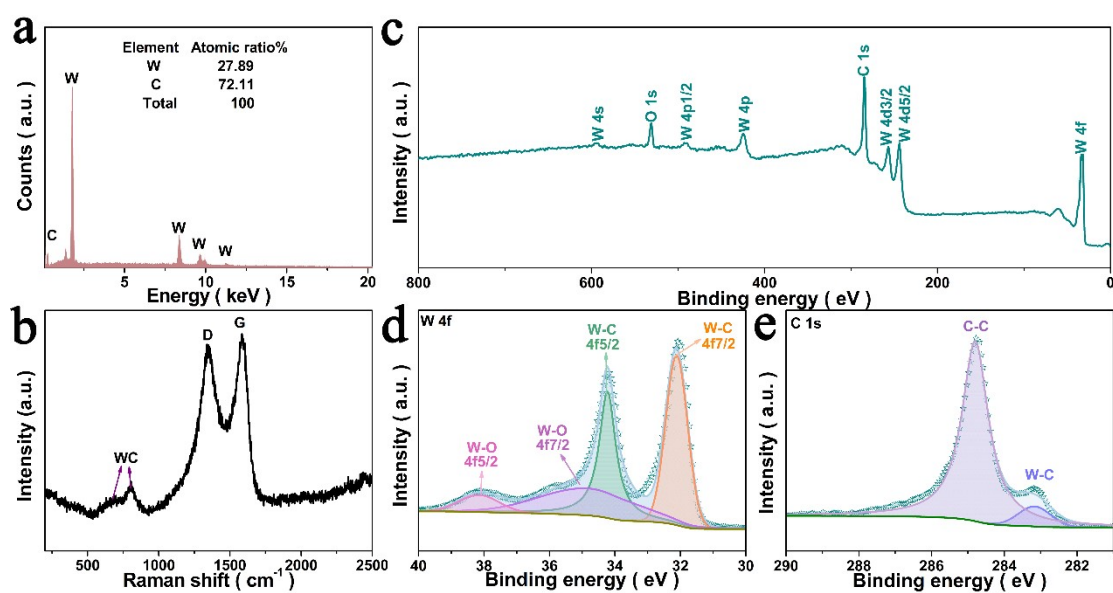 a
Counts ( a.u. )
Element Atomic ratio%
W 27.89
C 72.11
Total 100
W
C
W
W
W
5 10 15 20
Energy ( keV )
b
Intensity (a.u.)
D
G
WC
500 1000 1500 2000 2500
Raman shift ( cm-1 )
c
Intensity ( a.u. )
W 4s
O 1s
W 4p1/2
W 4p
C 1s
W 4d3/2
W 4d5/2
W 4f
800 600 400 200 0
Binding energy ( eV )
d
W 4f
Intensity ( a.u. )
W-O
4f5/2
W-O
4f7/2
W-C
4f5/2
W-C
4f7/2
40 38 36 34 32 30
Binding energy ( eV )
e
C 1s
Intensity ( a.u. )
C-C
W-C
290 288 286 284 282
Binding energy ( eV )